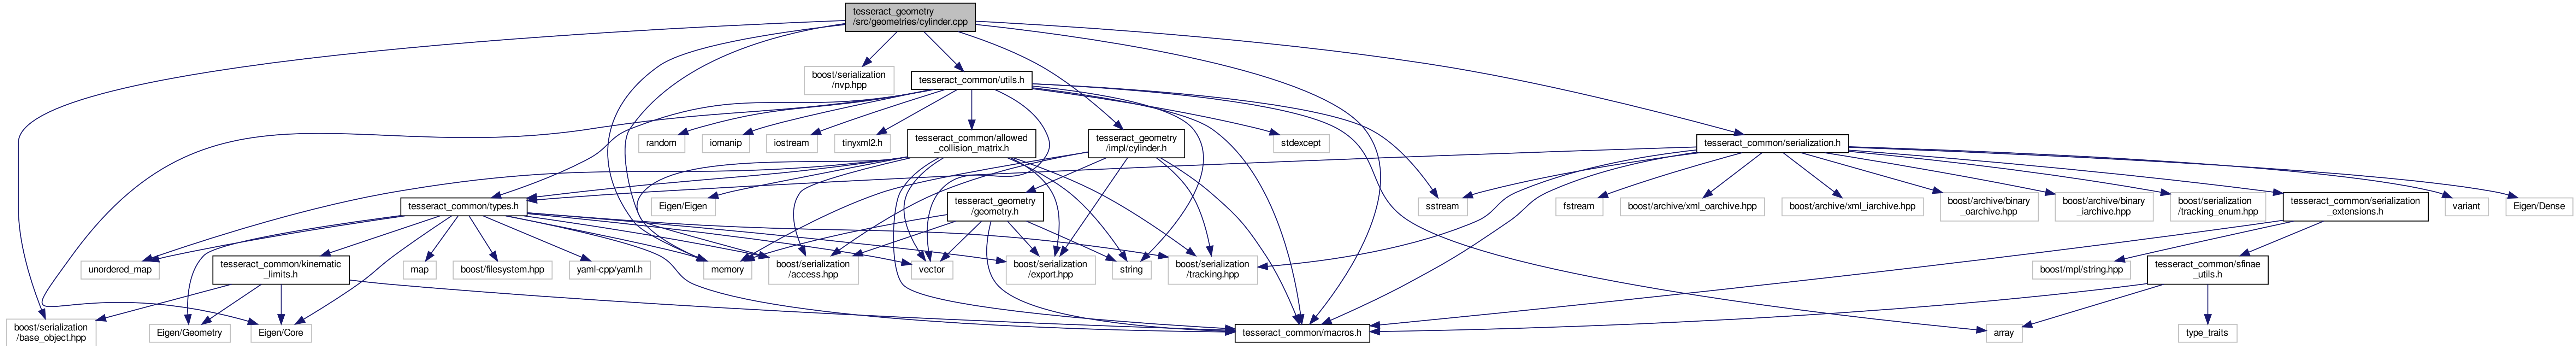 tesseract_geometry
/src/geometries/cylinder.cpp
boost/serialization
/nvp.hpp
tesseract_common/utils.h
random
iomanip
iostream
tinyxml2.h
tesseract_common/allowed
_collision_matrix.h
tesseract_geometry
/impl/cylinder.h
stdexcept
tesseract_common/serialization.h
tesseract_common/types.h
Eigen/Eigen
tesseract_geometry
/geometry.h
sstream
fstream
boost/archive/xml_oarchive.hpp
boost/archive/xml_iarchive.hpp
boost/archive/binary
_oarchive.hpp
boost/archive/binary
_iarchive.hpp
boost/serialization
/tracking_enum.hpp
tesseract_common/serialization
_extensions.h
variant
Eigen/Dense
unordered_map
tesseract_common/kinematic
_limits.h
map
boost/filesystem.hpp
yaml-cpp/yaml.h
memory
boost/serialization
/access.hpp
vector
boost/serialization
/export.hpp
string
boost/serialization
/tracking.hpp
boost/mpl/string.hpp
tesseract_common/sfinae
_utils.h
boost/serialization
/base_object.hpp
Eigen/Geometry
Eigen/Core
tesseract_common/macros.h
array
type_traits